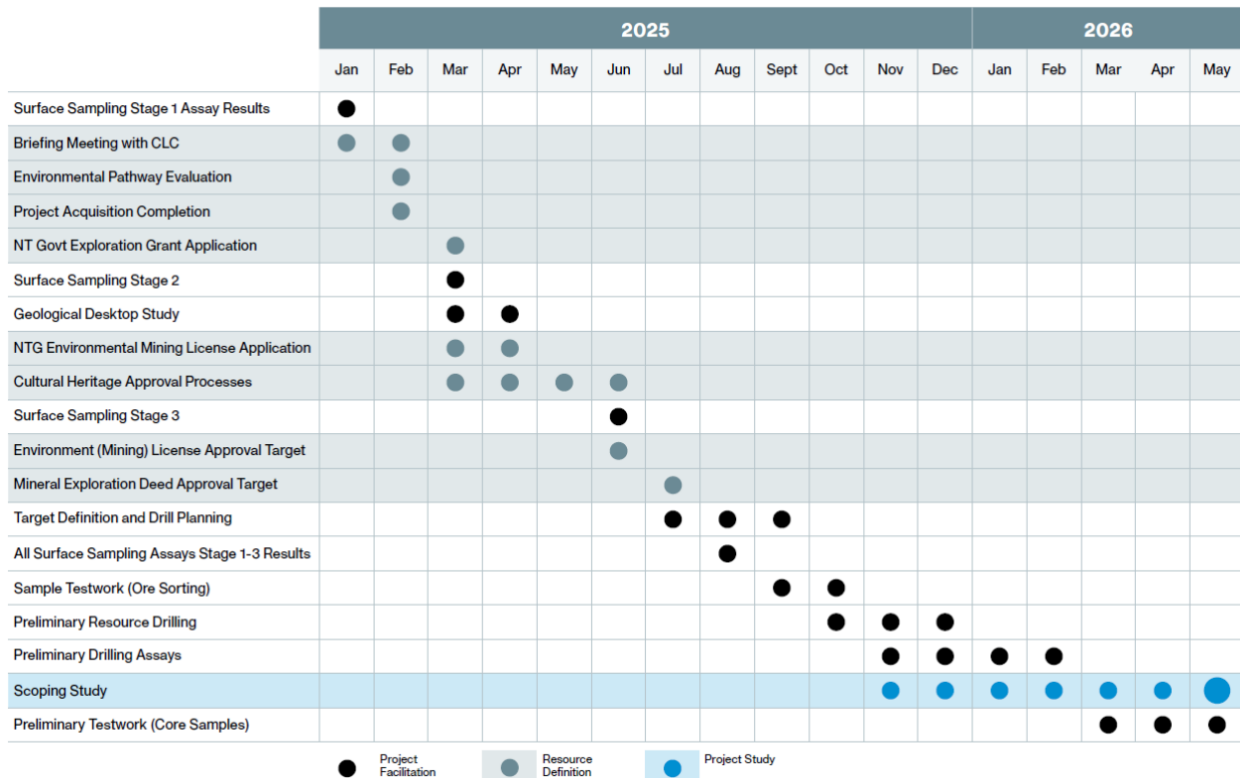 2025 2026
Jan Feb Mar Apr May Jun Jul Aug Sept Oct Nov Dec Jan Feb Mar Apr May
Surface Sampling Stage 1 Assay Results
Briefing Meeting with CLC
Environmental Pathway Evaluation
Project Acquisition Completion
NT Govt Exploration Grant Application
Surface Sampling Stage 2
Geological Desktop Study
NTG Environmental Mining License Application
Cultural Heritage Approval Processes
Surface Sampling Stage 3
Environment (Mining) License Approval Target
Mineral Exploration Deed Approval Target
Target Definition and Drill Planning
All Surface Sampling Assays Stage 1-3 Results
Sample Testwork (Ore Sorting)
Preliminary Resource Drilling
Preliminary Drilling Assays
Scoping Study
Preliminary Testwork (Core Samples)
Project
Facilitation
Resource
Definition
Project Study